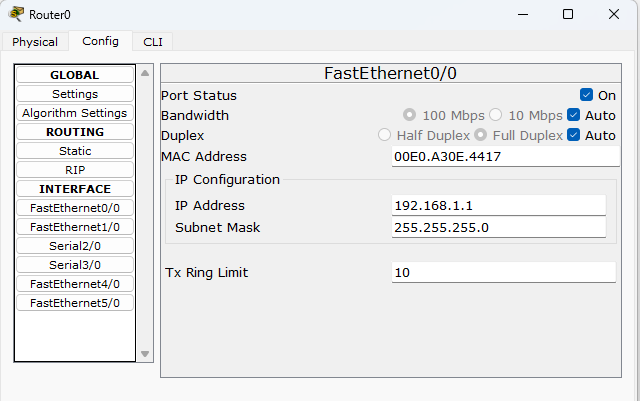 Router0
Physical Config CLI
GLOBAL
Settings
Algorithm Settings
ROUTING
Static
RIP
INTERFACE
FastEthernet0/0
FastEthernet1/0
Serial2/0
Serial3/0
FastEthernet4/0
FastEthernet5/0
FastEthernet0/0
Port Status On
Bandwidth 100 Mbps 10 Mbps Auto
Duplex Half Duplex Full Duplex Auto
MAC Address 00E0.A30E.4417
IP Configuration
IP Address 192.168.1.1
Subnet Mask 255.255.255.0
Tx Ring Limit 10